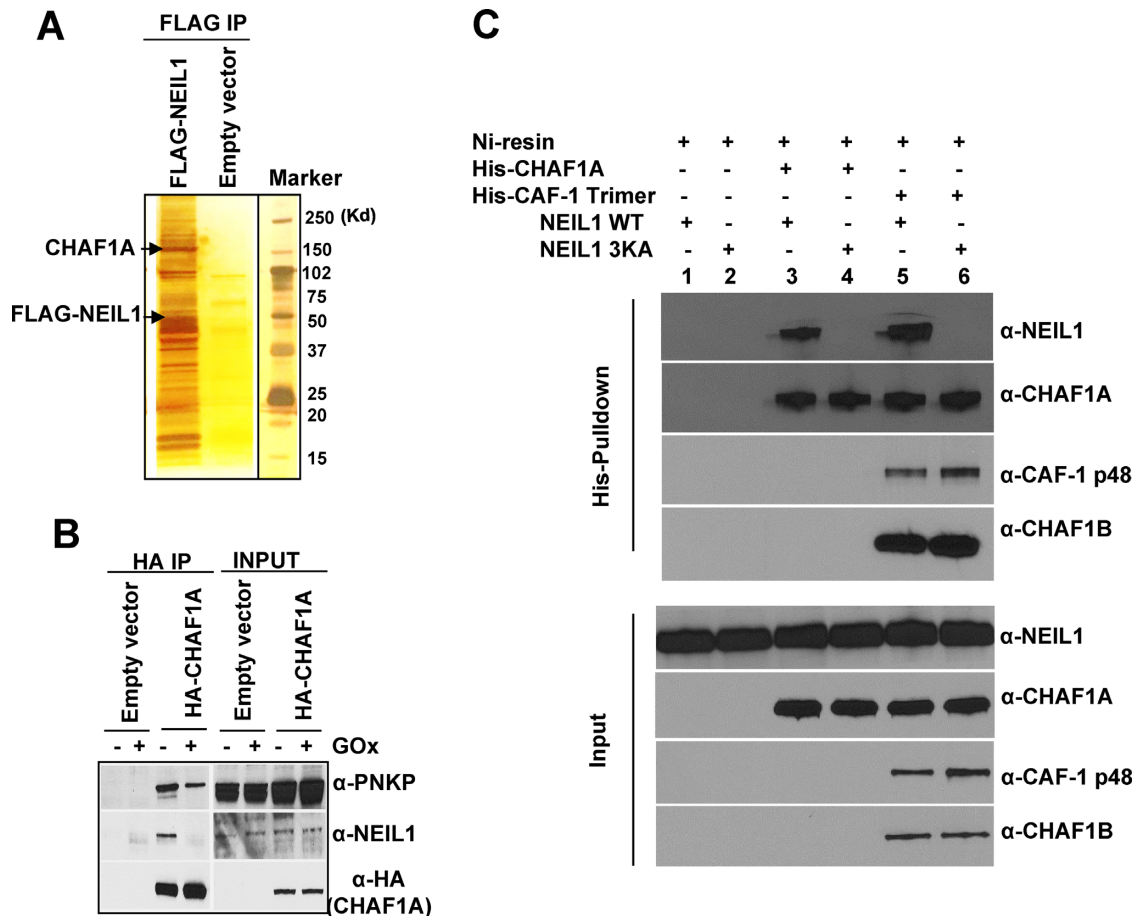 A
FLAG IP
FLAG-NEIL1
Empty vector
Marker
250 (Kd)
CHAF1A
150
102
75
FLAG-NEIL1
50
37
25
20
15
B
HA IP
INPUT
Empty vector
HA-CHAF1A
Empty vector
HA-CHAF1A
- + - + - + - + GOx
α-PNKP
α-NEIL1
α-HA
(CHAF1A)
C
Ni-resin + + + + + +
His-CHAF1A - - + + - -
His-CAF-1 Trimer - - - - + +
NEIL1 WT + - + - + -
NEIL1 3KA - + - + - +
1 2 3 4 5 6
His-Pulldown
α-NEIL1
α-CHAF1A
α-CAF-1 p48
α-CHAF1B
Input
α-NEIL1
α-CHAF1A
α-CAF-1 p48
α-CHAF1B